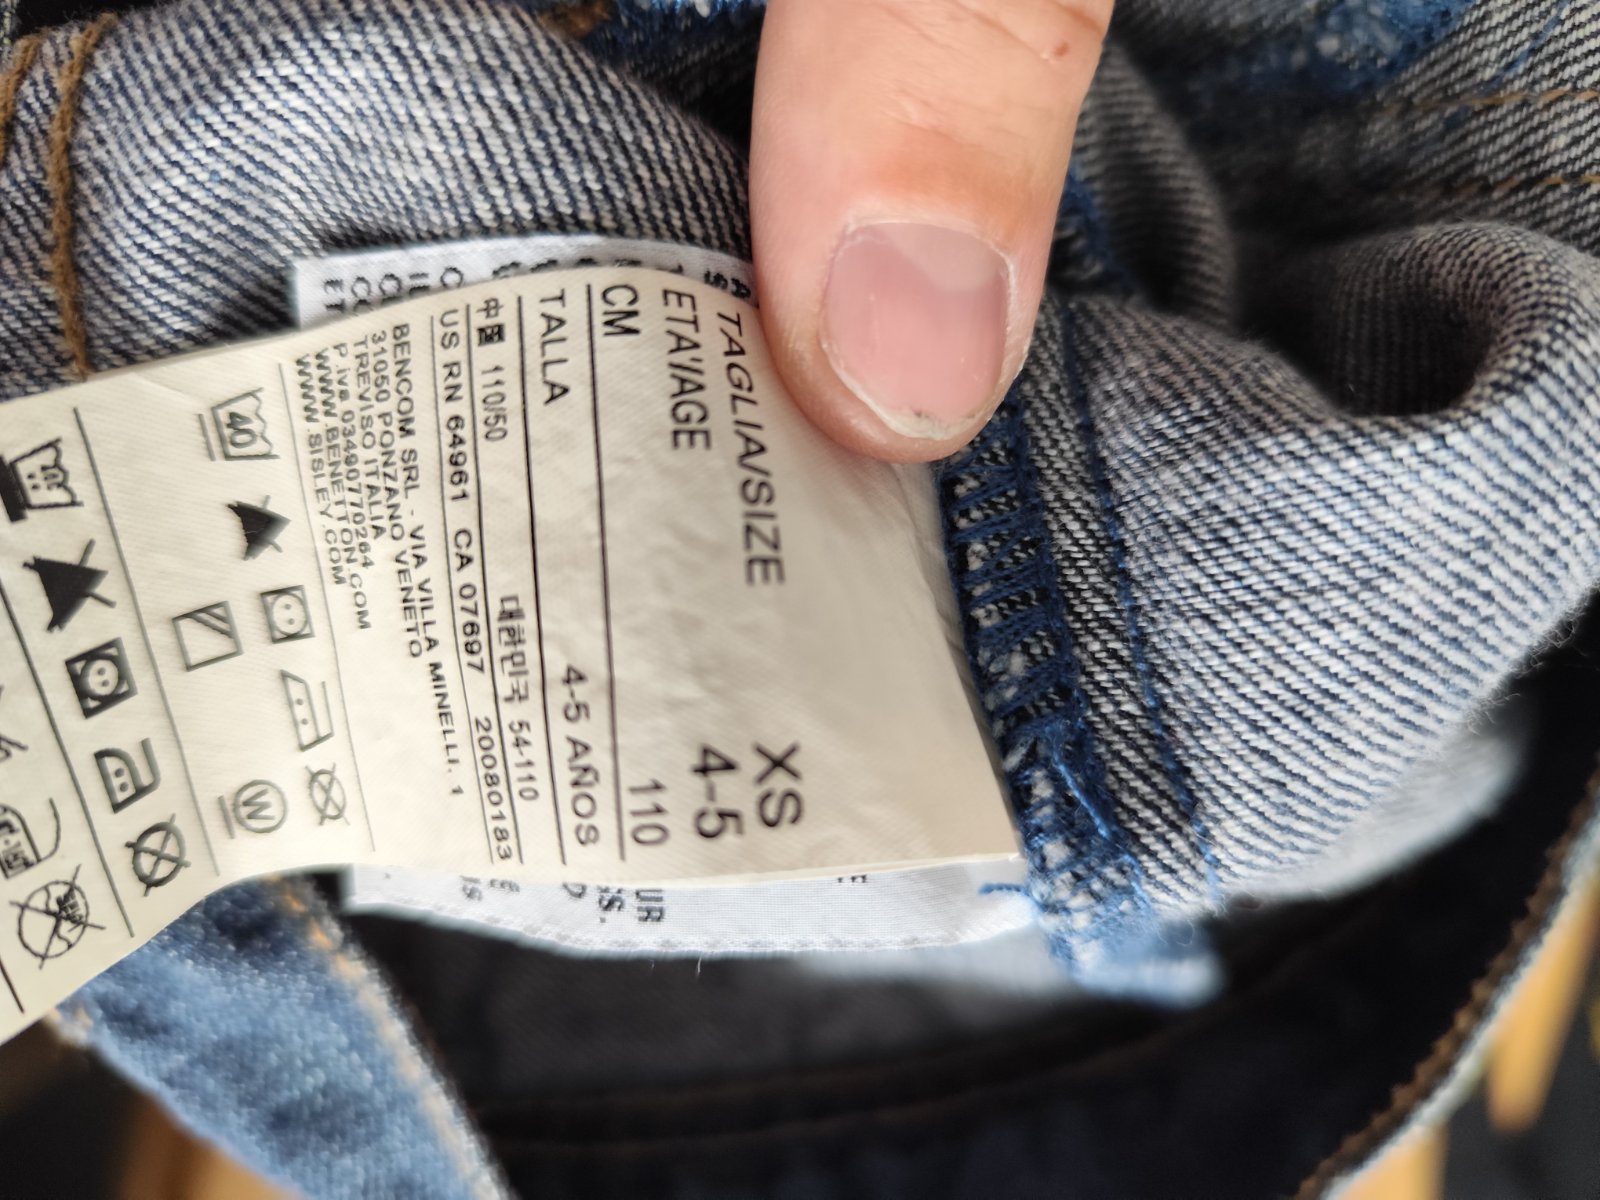 TAGLIA/SIZE XS
ETA'/AGE 4-5
CM 110
TALLA 4-5 AÑOS
中国 110/50 대한민국 54-110
US RN 64961 CA 07697 20080183
BENCOM SRL - VIA VILLA MINELLI, 1
31050 PONZANO VENETO
TREVISO ITALIA
P.iva 03490770264
WWW.BENETTON.COM
WWW.SISLEY.COM
40
W